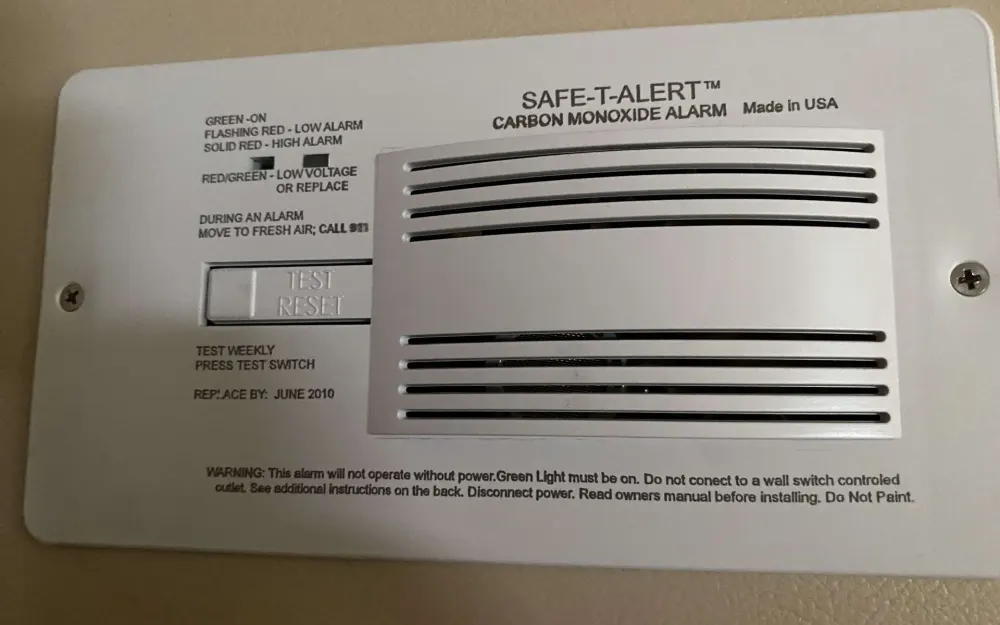 SAFE-T-ALERT™
CARBON MONOXIDE ALARM Made in USA
GREEN -ON
FLASHING RED - LOW ALARM
SOLID RED - HIGH ALARM
RED/GREEN - LOW VOLTAGE
OR REPLACE
DURING AN ALARM
MOVE TO FRESH AIR; CALL 911
TEST
RESET
TEST WEEKLY
PRESS TEST SWITCH
REPLACE BY: JUNE 2010
WARNING: This alarm will not operate without power.Green Light must be on. Do not conect to a wall switch controled
outlet. See additional instructions on the back. Disconnect power. Read owners manual before installing. Do Not Paint.